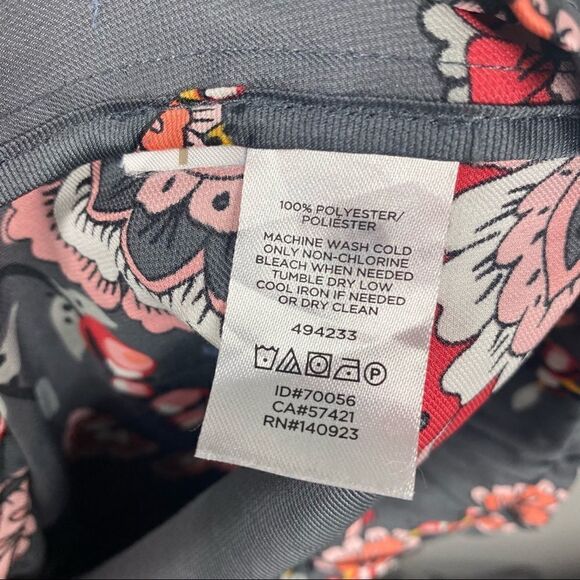 100% POLYESTER/
POLIÉSTER
MACHINE WASH COLD
ONLY NON-CHLORINE
BLEACH WHEN NEEDED
TUMBLE DRY LOW
COOL IRON IF NEEDED
OR DRY CLEAN
494233
P
ID#70056
CA#57421
RN#140923